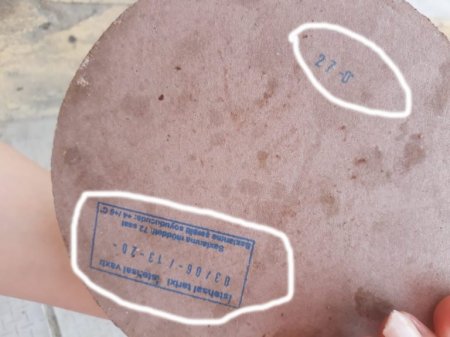 27-0
İstehsal tarixi İstehsal vaxtı
03/06-/ 13-20-
Saxlanma müddəti: 72 saat
Saxlanma şəraiti soyuducuda: +4 /+6 C°